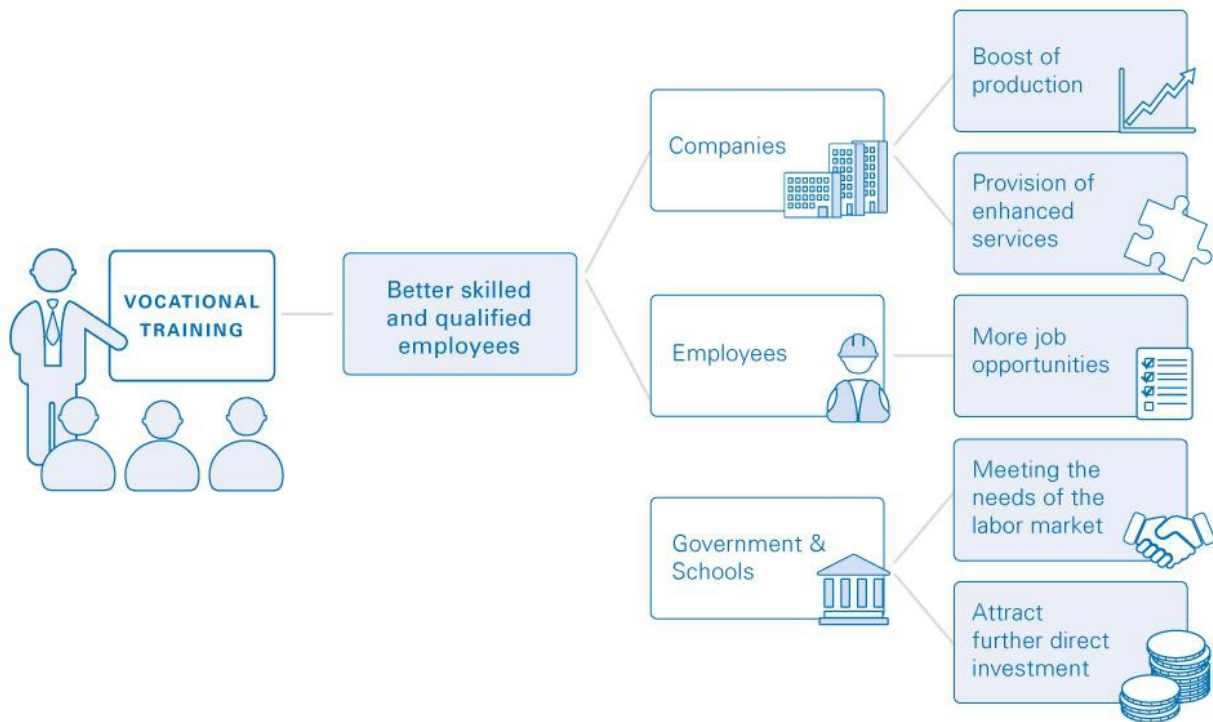 VOCATIONAL
TRAINING
Better skilled
and qualified
employees
Companies
Boost of
production
Provision of
enhanced
services
Employees
More job
opportunities
Government &
Schools
Meeting the
needs of the
labor market
Attract
further direct
investment